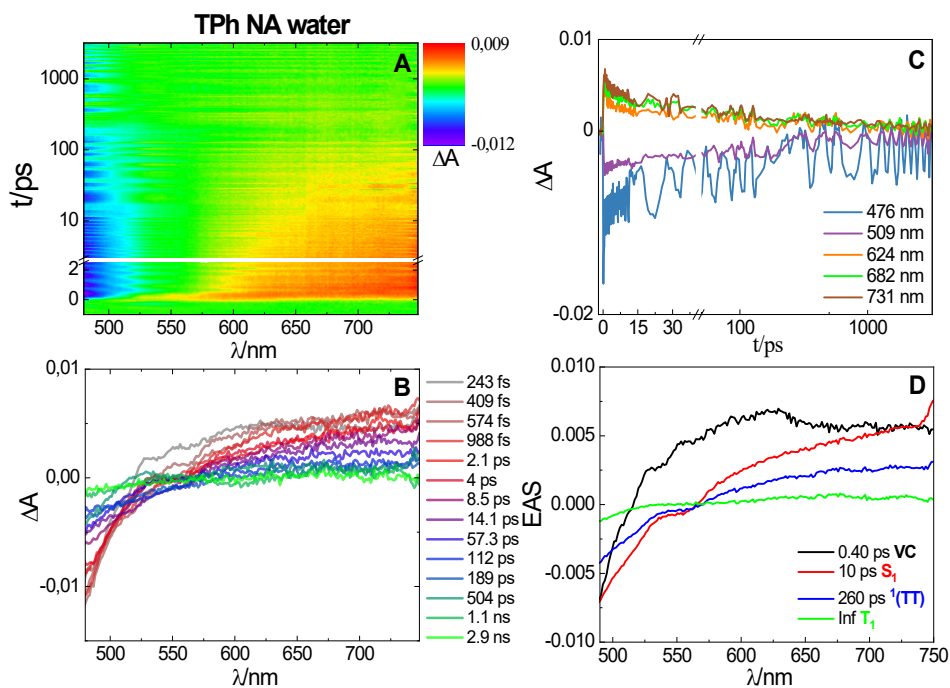 TPh NA water
A
0,009
-0,012
ΔA
1000
100
10
2
0
t/ps
500 550 600 650 700
λ/nm
C
0.01
0
-0.02
ΔA
476 nm
509 nm
624 nm
682 nm
731 nm
0 15 30 100 1000
t/ps
B
0,01
0,00
-0,01
ΔA
500 550 600 650 700
λ/nm
243 fs
409 fs
574 fs
988 fs
2.1 ps
4 ps
8.5 ps
14.1 ps
57.3 ps
112 ps
189 ps
504 ps
1.1 ns
2.9 ns
D
0.010
0.005
0.000
-0.005
-0.010
EAS
0.40 ps VC
10 ps S₁
260 ps ¹(TT)
Inf T₁
500 550 600 650 700 750
λ/nm